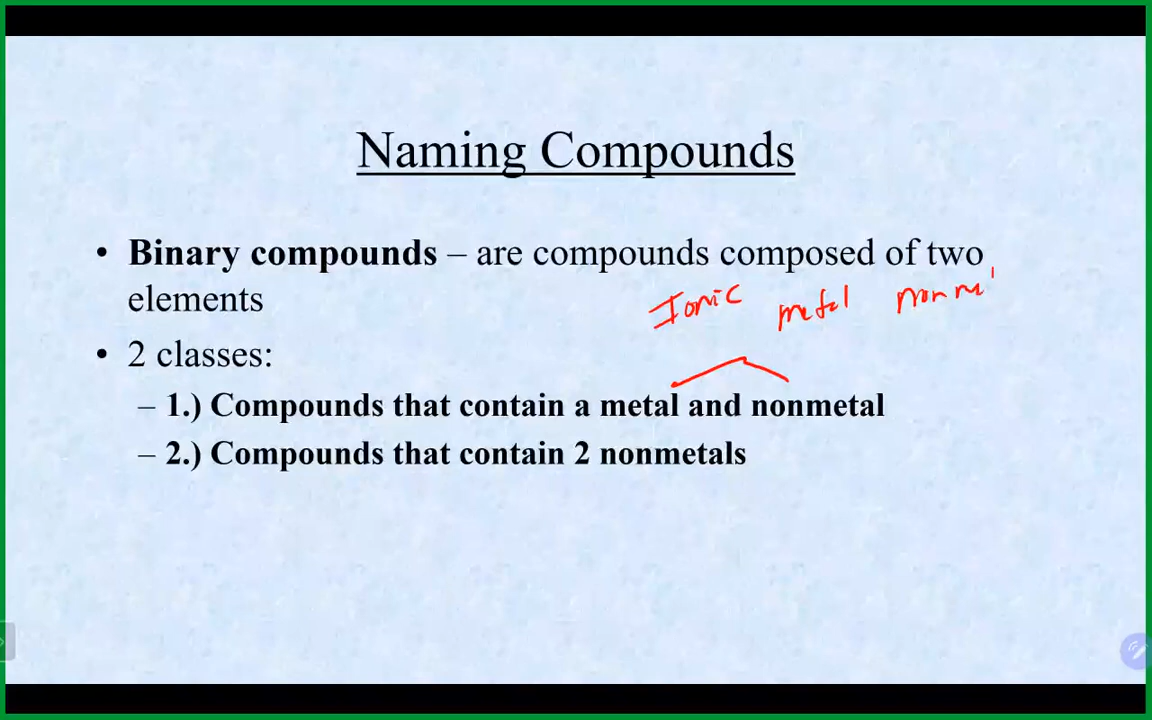 Naming Compounds
• Binary compounds – are compounds composed of two
elements
Ionic metal
• 2 classes:
– 1.) Compounds that contain a metal and nonmetal
– 2.) Compounds that contain 2 nonmetals